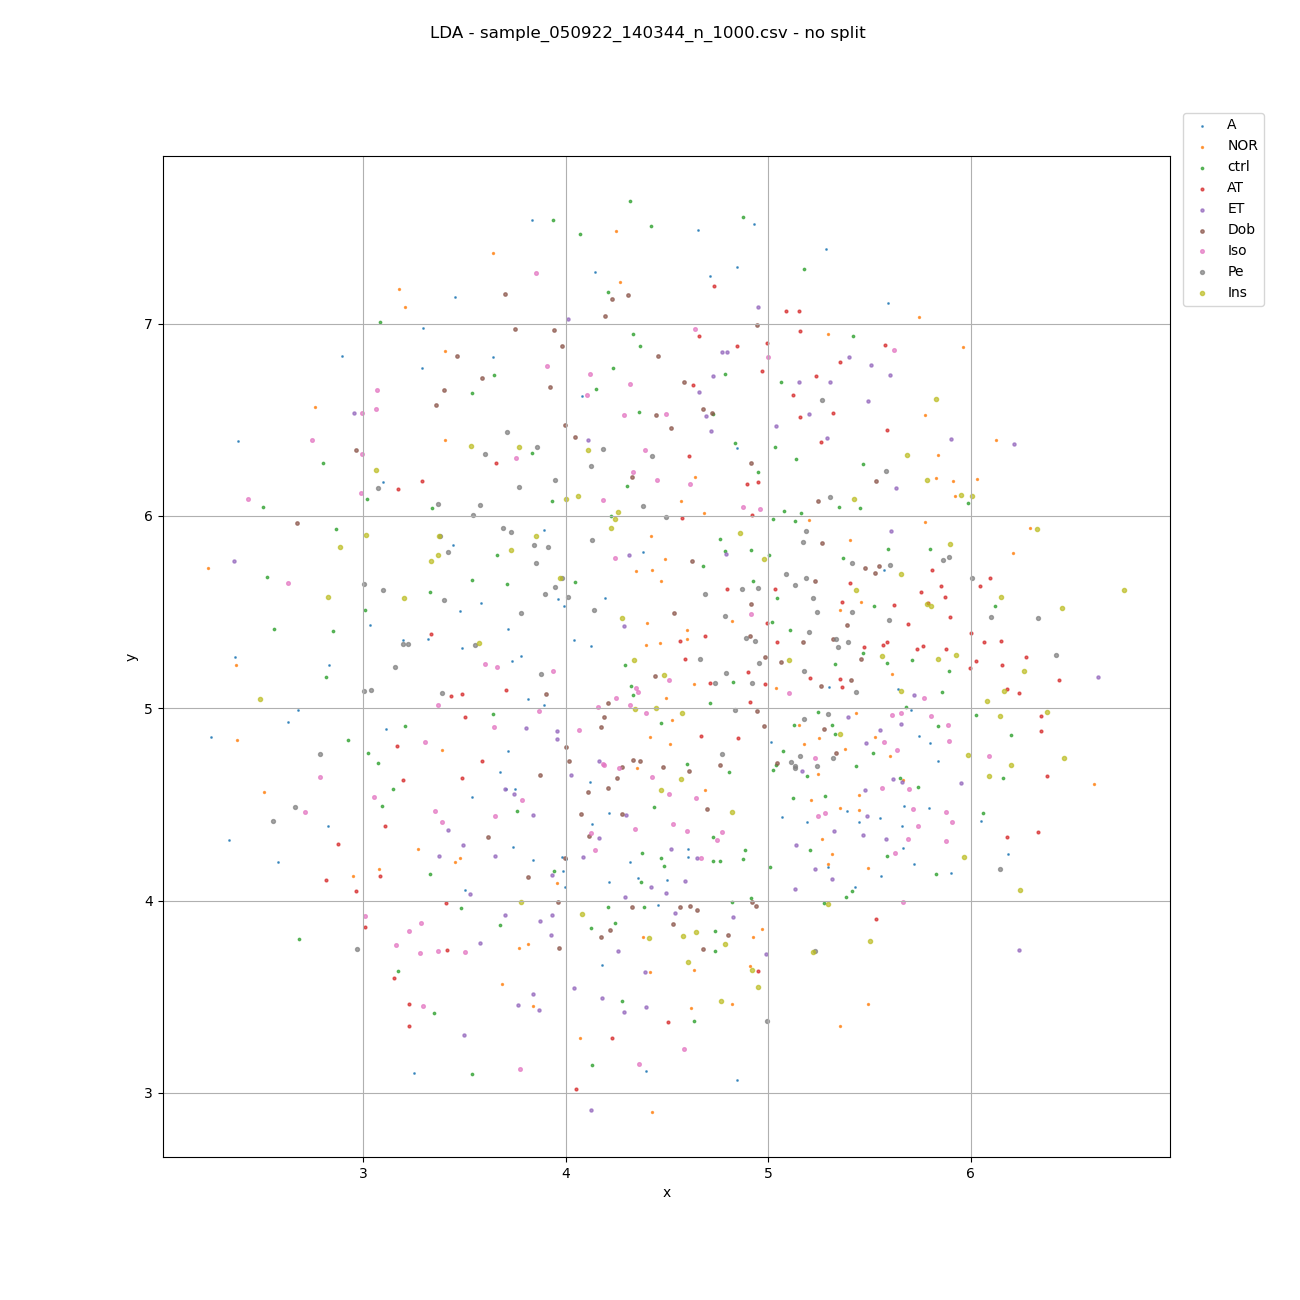 LDA - sample_050922_140344_n_1000.csv - no split
A
NOR
ctrl
AT
ET
Dob
Iso
Pe
Ins
7
6
5
4
3
y
3 4 5 6
x